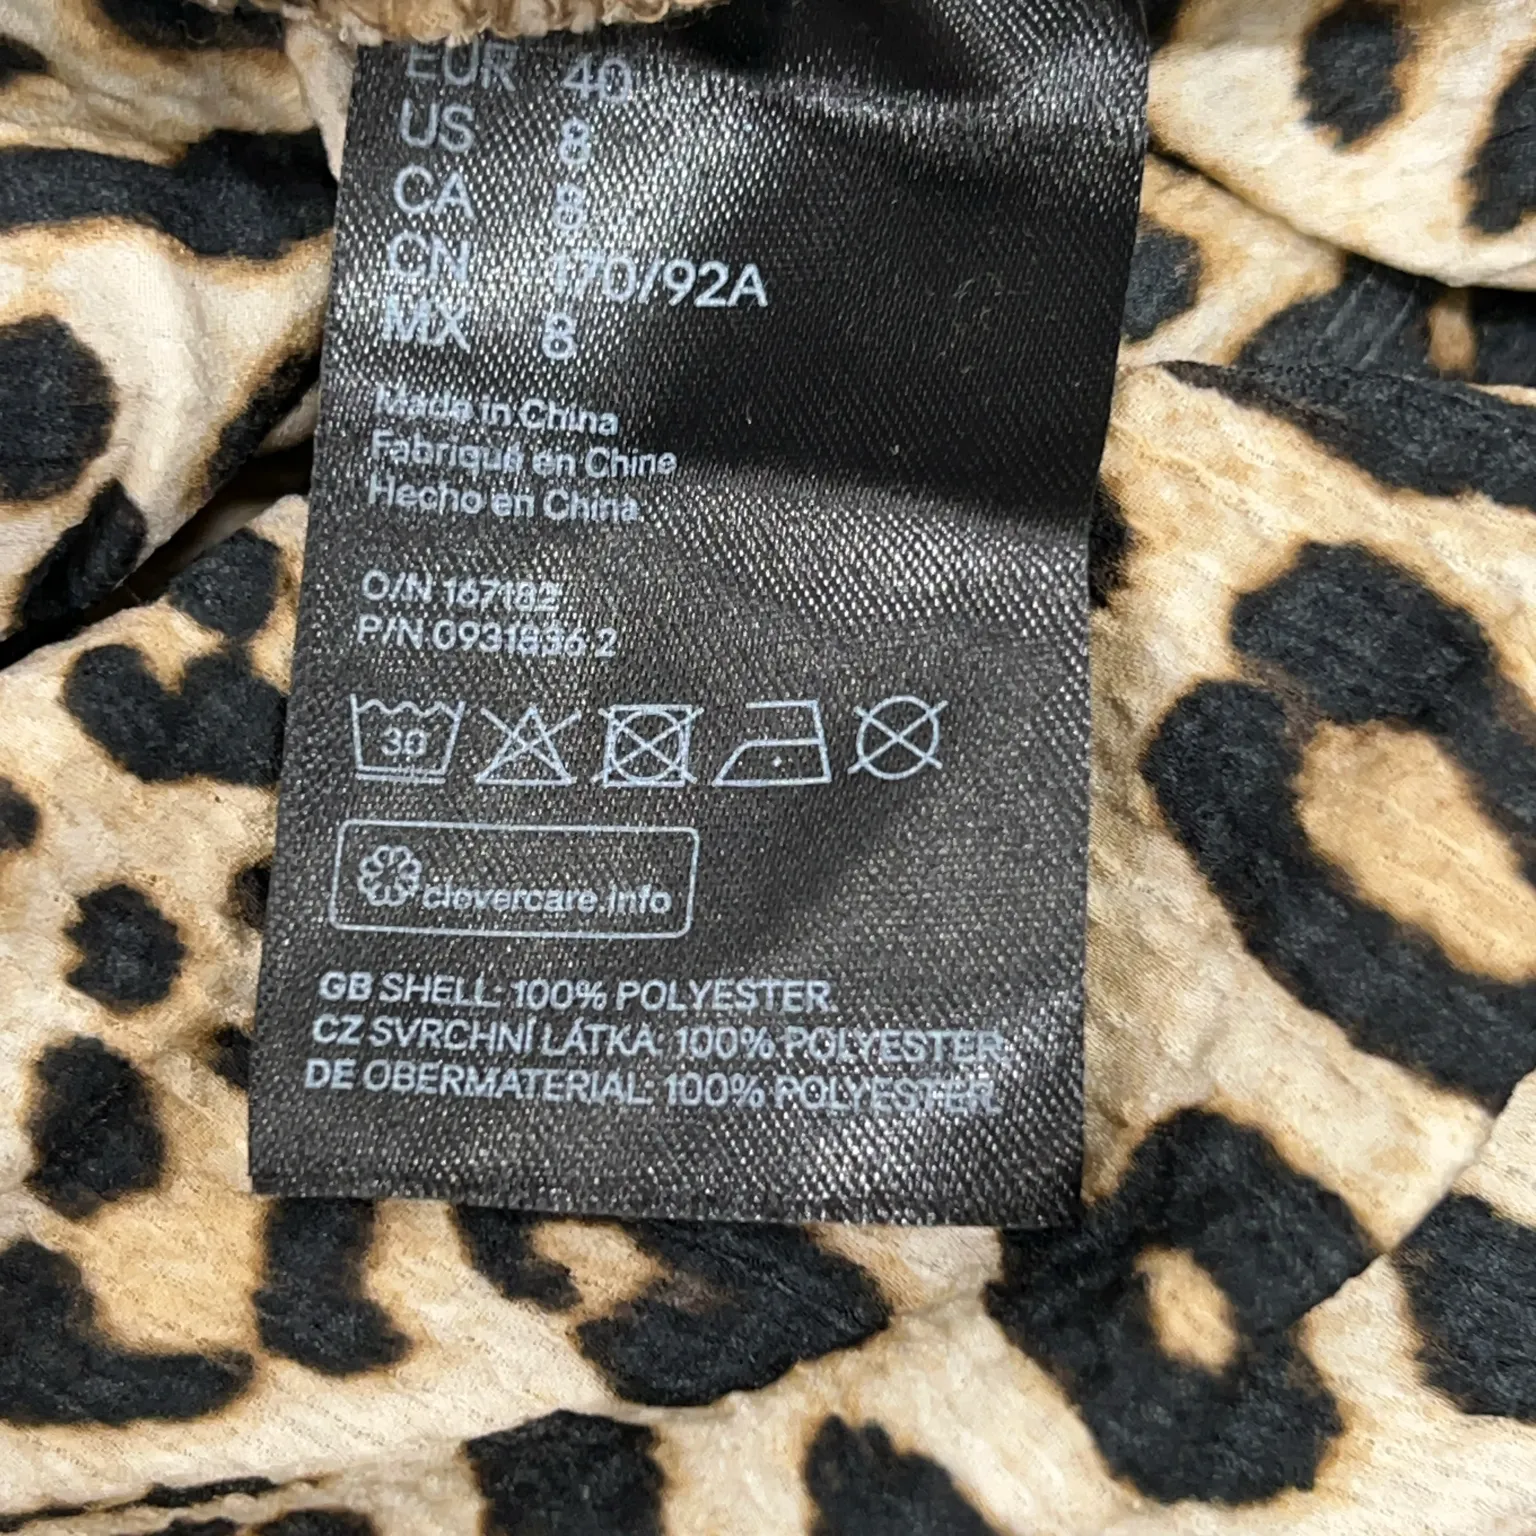 EUR 40
US 8
CA 8
CN 170/92A
MX 8
Made in China
Fabriqué en Chine
Hecho en China
O/N 167182
P/N 0931836 2
30
clevercare.info
GB SHELL: 100% POLYESTER.
CZ SVRCHNÍ LÁTKA: 100% POLYESTER.
DE OBERMATERIAL: 100% POLYESTER.